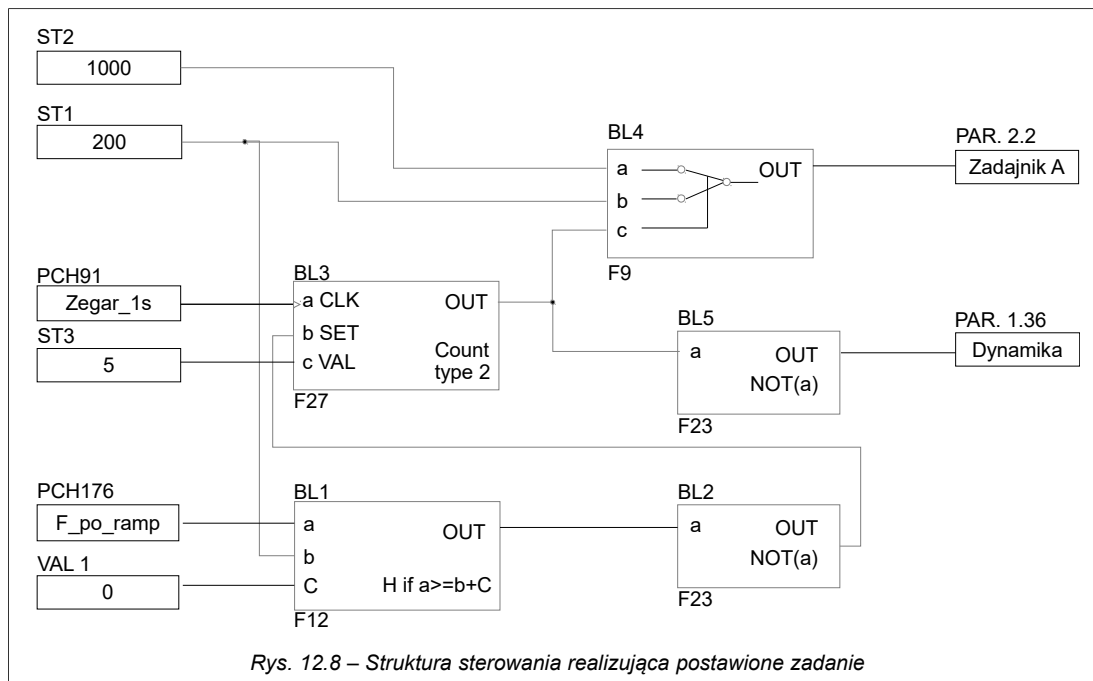 ST2
1000
ST1
200
BL4
a
b
c
OUT
F9
PAR. 2.2
Zadajnik A
PCH91
Zegar_1s
ST3
5
BL3
a CLK
b SET
c VAL
OUT
Count
type 2
F27
BL5
a
OUT
NOT(a)
F23
PAR. 1.36
Dynamika
PCH176
F_po_ramp
VAL 1
0
BL1
a
b
C
OUT
H if a>=b+C
F12
BL2
a
OUT
NOT(a)
F23
Rys. 12.8 – Struktura sterowania realizująca postawione zadanie